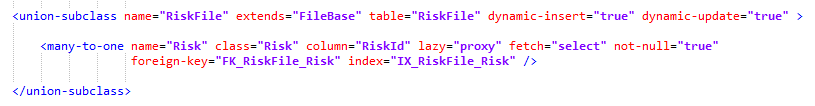 <union-subclass name="RiskFile" extends="FileBase" table="RiskFile" dynamic-insert="true" dynamic-update="true" >
<many-to-one name="Risk" class="Risk" column="RiskId" lazy="proxy" fetch="select" not-null="true"
foreign-key="FK_RiskFile_Risk" index="IX_RiskFile_Risk" />
</union-subclass>